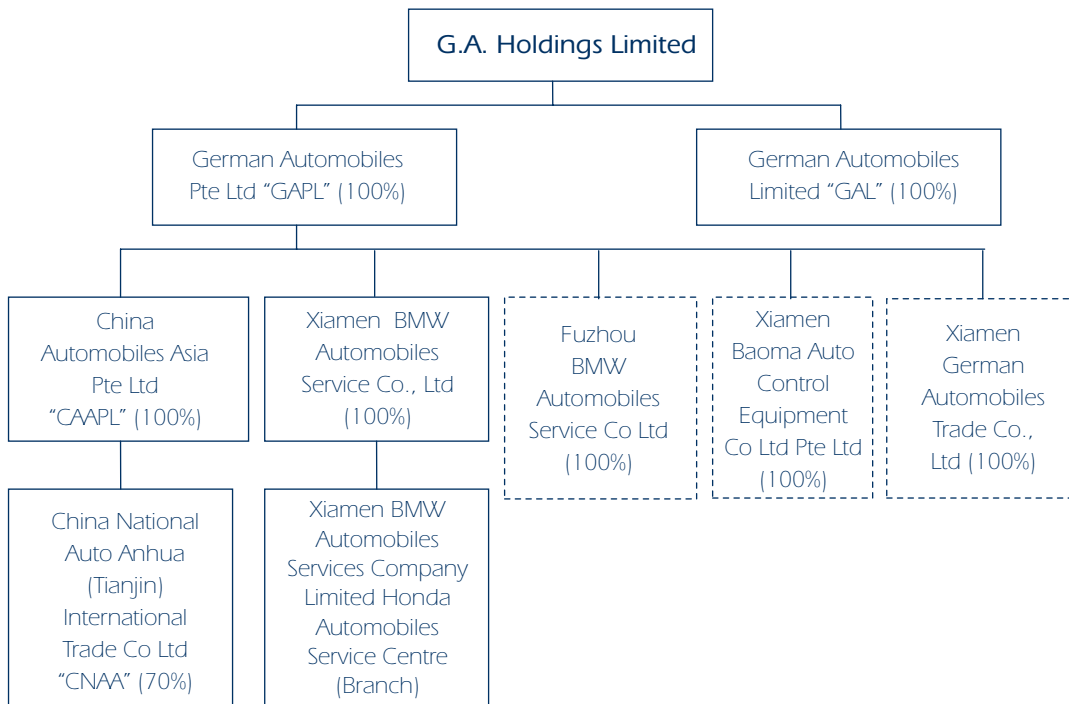 G.A. Holdings Limited
German Automobiles
Pte Ltd “GAPL” (100%)
German Automobiles
Limited “GAL” (100%)
China
Automobiles Asia
Pte Ltd
“CAAPL” (100%)
Xiamen BMW
Automobiles
Service Co., Ltd
(100%)
Fuzhou
BMW
Automobiles
Service Co Ltd
(100%)
Xiamen
Baoma Auto
Control
Equipment
Co Ltd Pte Ltd
(100%)
Xiamen
German
Automobiles
Trade Co.,
Ltd (100%)
China National
Auto Anhua
(Tianjin)
International
Trade Co Ltd
“CNAA” (70%)
Xiamen BMW
Automobiles
Services Company
Limited Honda
Automobiles
Service Centre
(Branch)